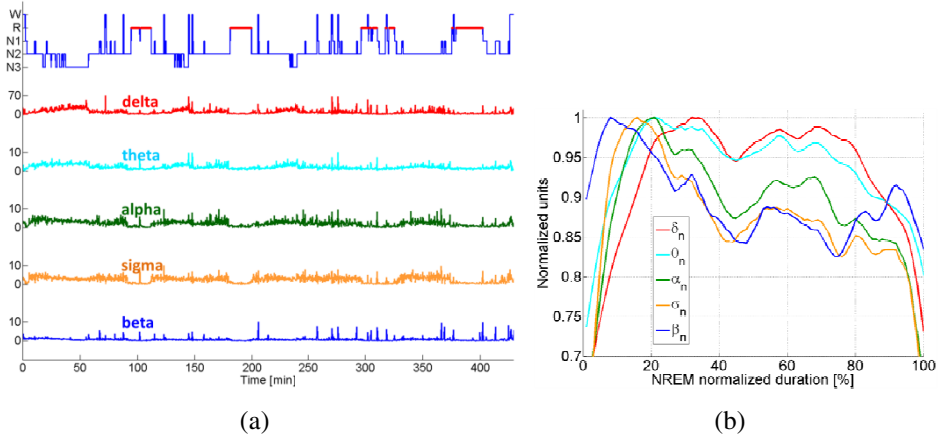 W
R
N1
N2
N3
70
0
delta
10
0
theta
10
0
alpha
10
0
sigma
10
0
beta
0 50 100 150 200 250 300 350 400
Time [min]
(a)
Normalized units
1
0.95
0.9
0.85
0.8
0.75
0.7
δn
θn
αn
σn
βn
0 20 40 60 80 100
NREM normalized duration [%]
(b)